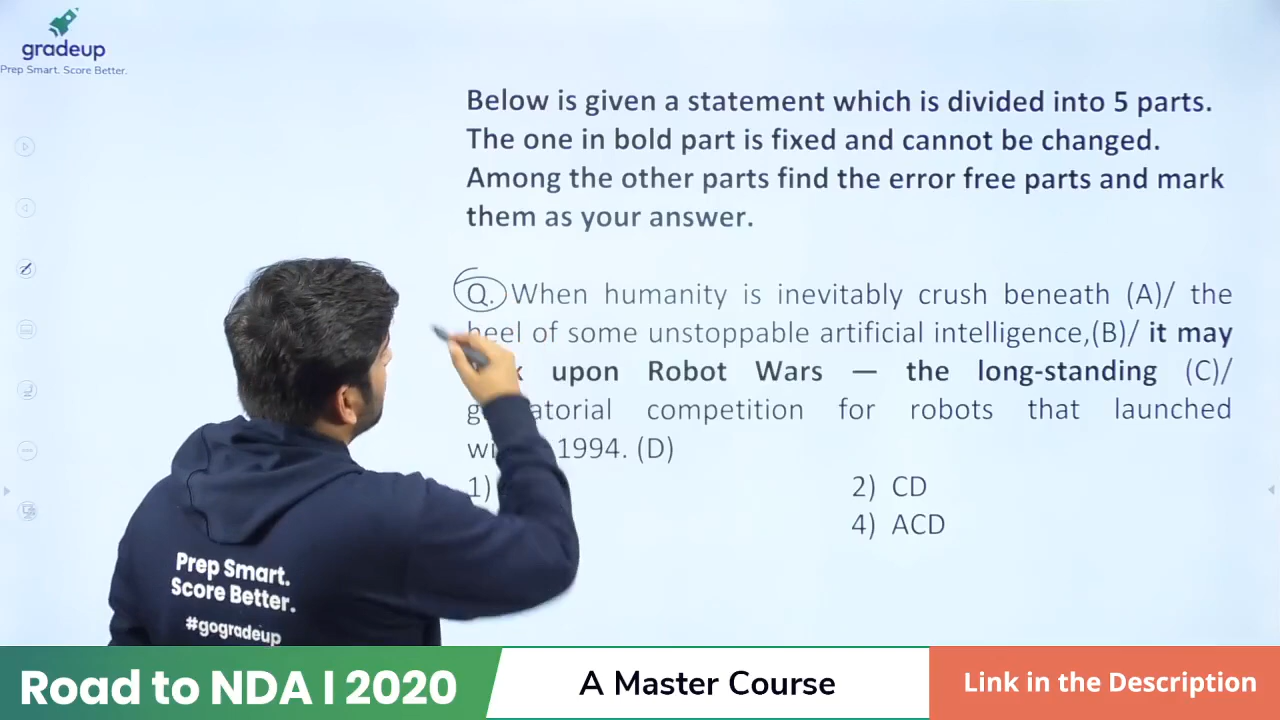 gradeup
Prep Smart. Score Better.
Below is given a statement which is divided into 5 parts.
The one in bold part is fixed and cannot be changed.
Among the other parts find the error free parts and mark
them as your answer.
Q. When humanity is inevitably crush beneath (A)/ the
heel of some unstoppable artificial intelligence,(B)/ it may
upon Robot Wars — the long-standing (C)/
competition for robots that launched
1994. (D)
1)
2) CD
4) ACD
Prep Smart.
Score Better.
#gogradeup
Road to NDA | 2020
A Master Course
Link in the Description